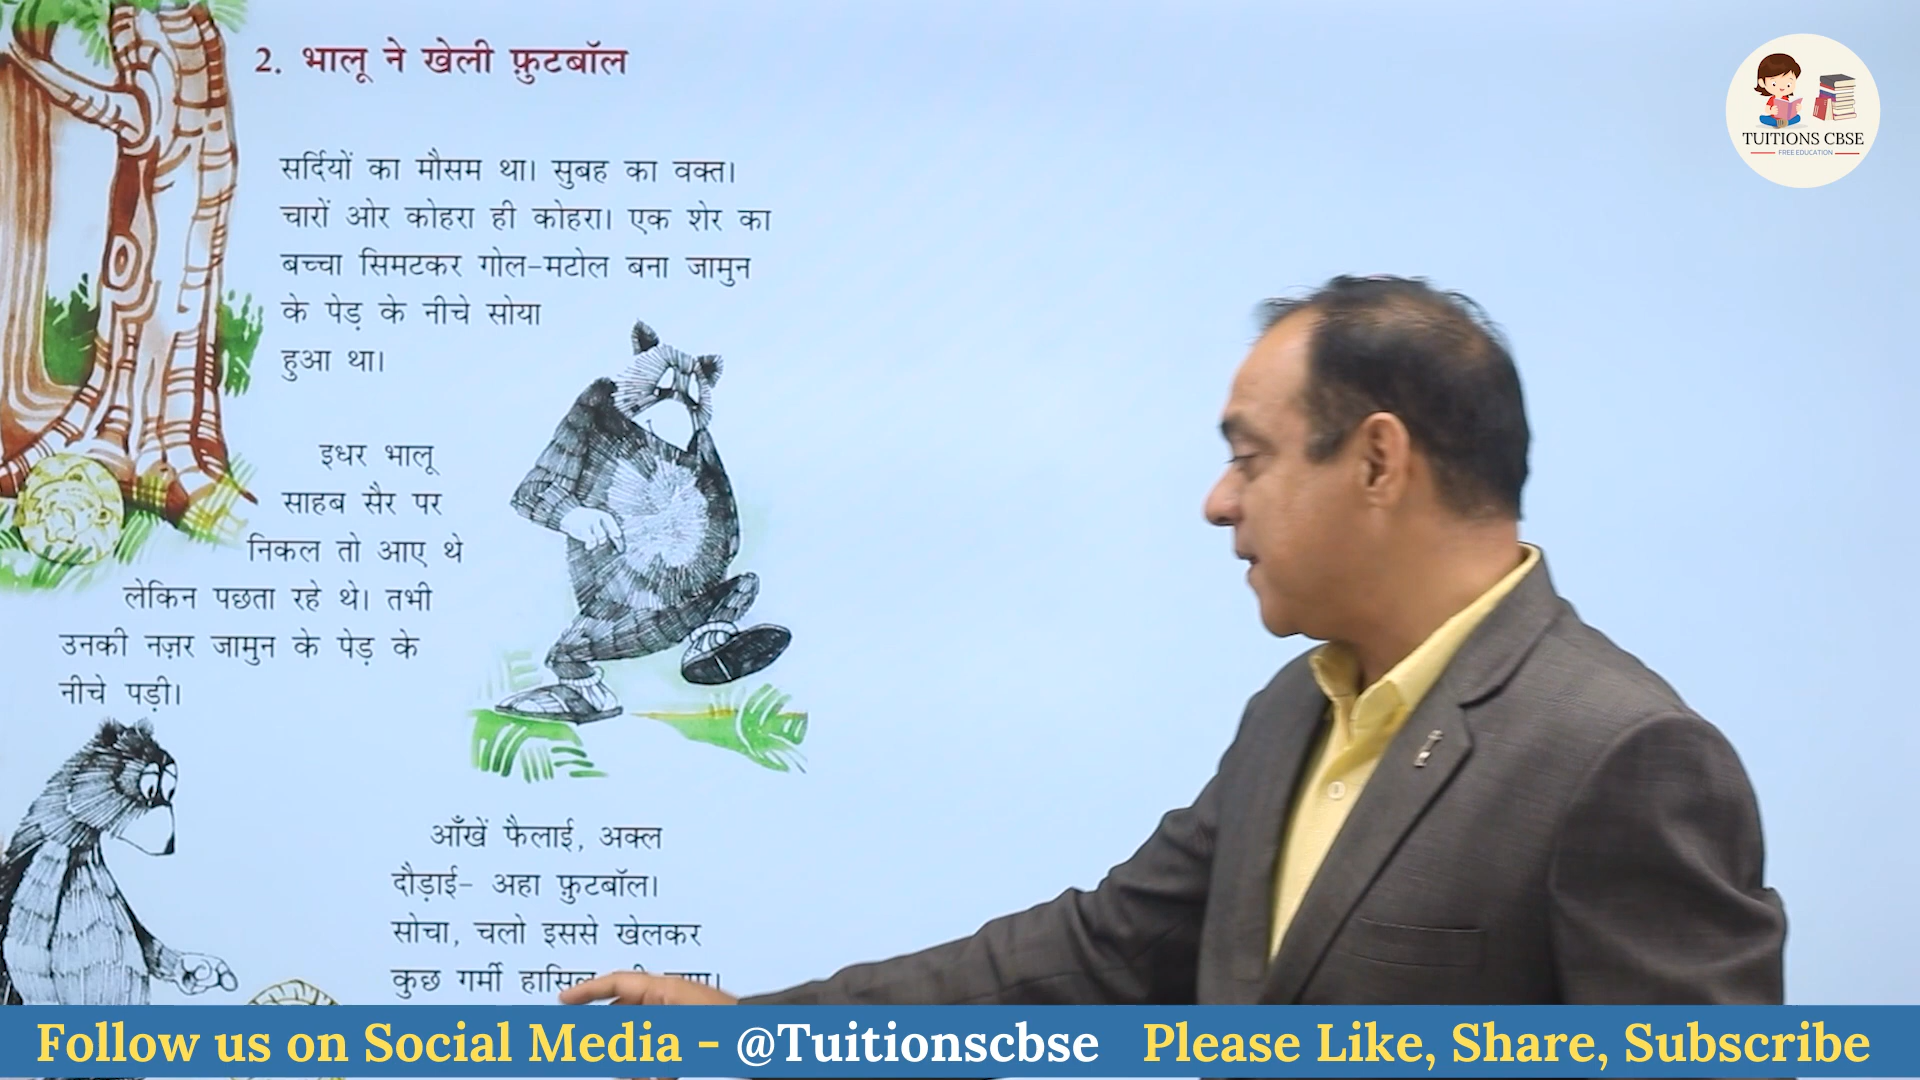 2. भालू ने खेली फ़ुटबॉल
सर्दियों का मौसम था। सुबह का वक्त।
चारों ओर कोहरा ही कोहरा। एक शेर का
बच्चा सिमटकर गोल-मटोल बना जामुन
के पेड़ के नीचे सोया
हुआ था।
इधर भालू
साहब सैर पर
निकल तो आए थे
लेकिन पछता रहे थे। तभी
उनकी नज़र जामुन के पेड़ के
नीचे पड़ी।
आँखें फैलाई, अक्ल
दौड़ाई- अहा फ़ुटबॉल।
सोचा, चलो इससे खेलकर
कुछ गर्मी
TUITIONS CBSE
FREE EDUCATION
Follow us on Social Media - @Tuitionscbse Please Like, Share, Subscribe